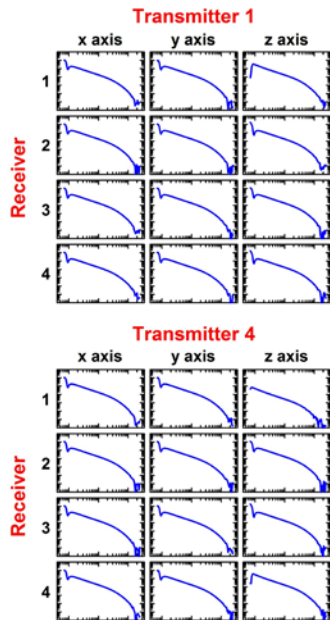 Transmitter 1
x axis y axis z axis
1
2
Receiver
3
4
Transmitter 4
x axis y axis z axis
1
2
Receiver
3
4